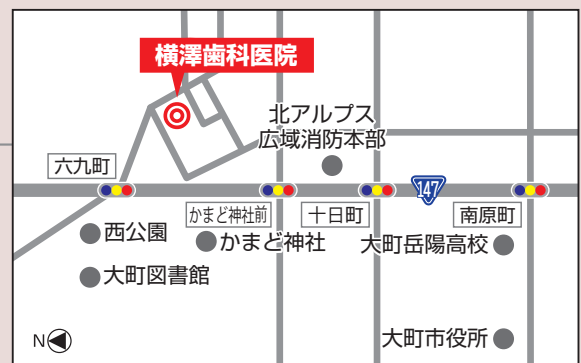 横澤歯科医院
北アルプス
広域消防本部
六九町
147
かまど神社前
十日町
南原町
西公園
かまど神社
大町岳陽高校
大町図書館
大町市役所
N